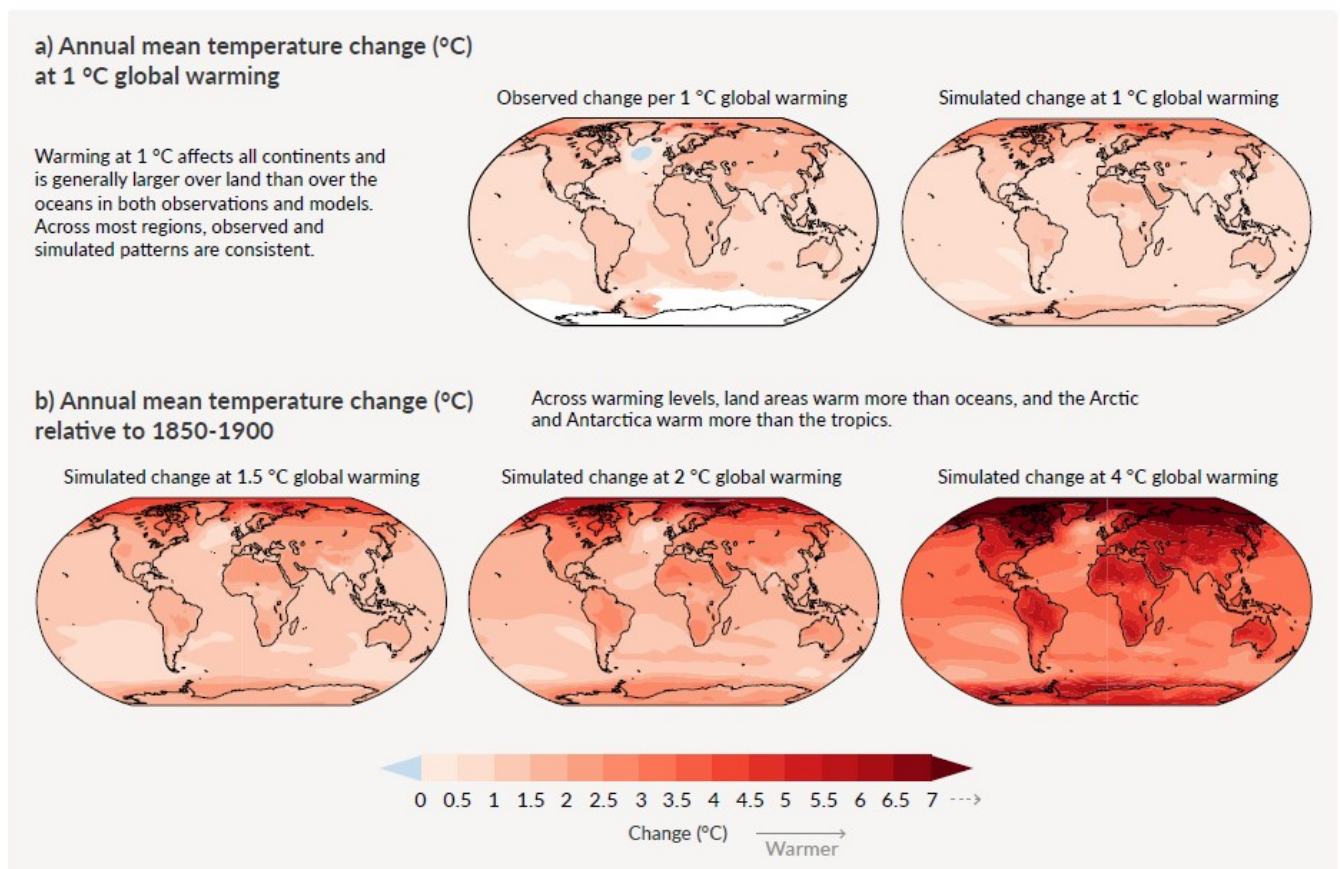 a) Annual mean temperature change (°C)
at 1 °C global warming
Observed change per 1 °C global warming
Simulated change at 1 °C global warming
Warming at 1 °C affects all continents and
is generally larger over land than over the
oceans in both observations and models.
Across most regions, observed and
simulated patterns are consistent.
b) Annual mean temperature change (°C)
relative to 1850-1900
Across warming levels, land areas warm more than oceans, and the Arctic
and Antarctica warm more than the tropics.
Simulated change at 1.5 °C global warming
Simulated change at 2 °C global warming
Simulated change at 4 °C global warming
0 0.5 1 1.5 2 2.5 3 3.5 4 4.5 5 5.5 6 6.5 7
Change (°C)
Warmer